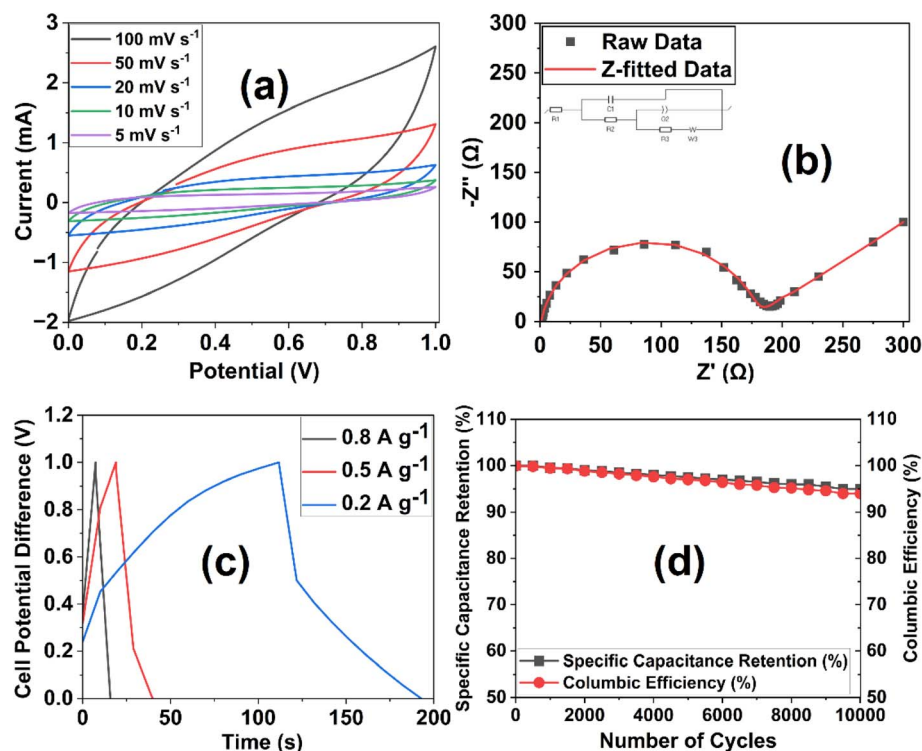 (a)
100 mV s⁻¹
50 mV s⁻¹
20 mV s⁻¹
10 mV s⁻¹
5 mV s⁻¹
3
2
1
0
−1
−2
Current (mA)
0.0 0.2 0.4 0.6 0.8 1.0
Potential (V)
(b)
Raw Data
Z-fitted Data
R1
C1
R2
Q2
R3
W3
300
250
200
150
100
50
0
-Z" (Ω)
0 50 100 150 200 250 300
Z' (Ω)
(c)
0.8 A g⁻¹
0.5 A g⁻¹
0.2 A g⁻¹
1.2
1.0
0.8
0.6
0.4
0.2
0.0
Cell Potential Difference (V)
0 50 100 150 200
Time (s)
(d)
Specific Capacitance Retention (%)
Columbic Efficiency (%)
110
100
90
80
70
60
50
Specific Capacitance Retention (%)
110
100
90
80
70
60
50
Columbic Efficiency (%)
0 2000 4000 6000 8000 10000
Number of Cycles